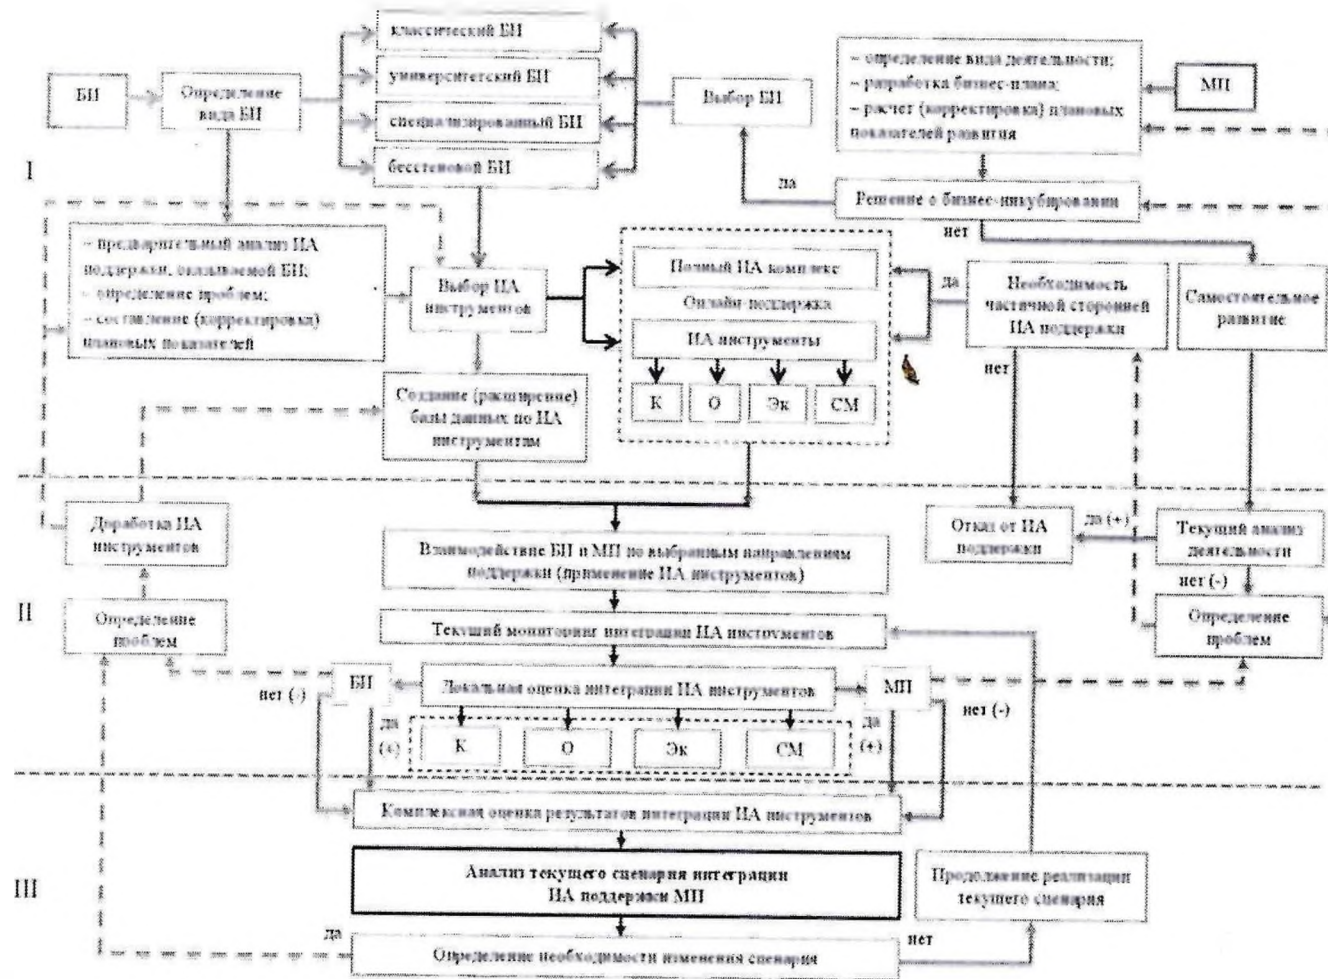 I
БИ
Определение
вида БИ
классический БИ
университетский БИ
специализированный БИ
бесстеновой БИ
Выбор БИ
– определение вида деятельности;
– разработка бизнес-плана;
– расчет (корректировка) плановых
показателей развития
МП
да
Решение о бизнес-инкубировании
нет
– предварительный анализ ИА
поддержки, оказываемой БИ;
– определение проблем;
– составление (корректировка)
плановых показателей
Выбор ИА
инструментов
Полный ИА комплекс
Онлайн-поддержка
ИА инструменты
К
О
Эк
СМ
да
Необходимость
частичной сторонней
ИА поддержки
нет
Самостоятельное
развитие
Создание (расширение)
базы данных по ИА
инструментам
II
Доработка ИА
инструментов
Определение
проблем
Взаимодействие БИ и МП по выбранным направлениям
поддержки (применение ИА инструментов)
Отказ от ИА
поддержки
да (+)
Текущий анализ
деятельности
нет (-)
Определение
проблем
Текущий мониторинг интеграции ИА инструментов
нет (-)
БИ
Локальная оценка интеграции ИА инструментов
МП
нет (-)
да
(+)
К
О
Эк
СМ
да
(+)
III
Комплексная оценка результатов интеграции ИА инструментов
Анализ текущего сценария интеграции
ИА поддержки МП
Продолжение реализации
текущего сценария
да
Определение необходимости изменения сценария
нет